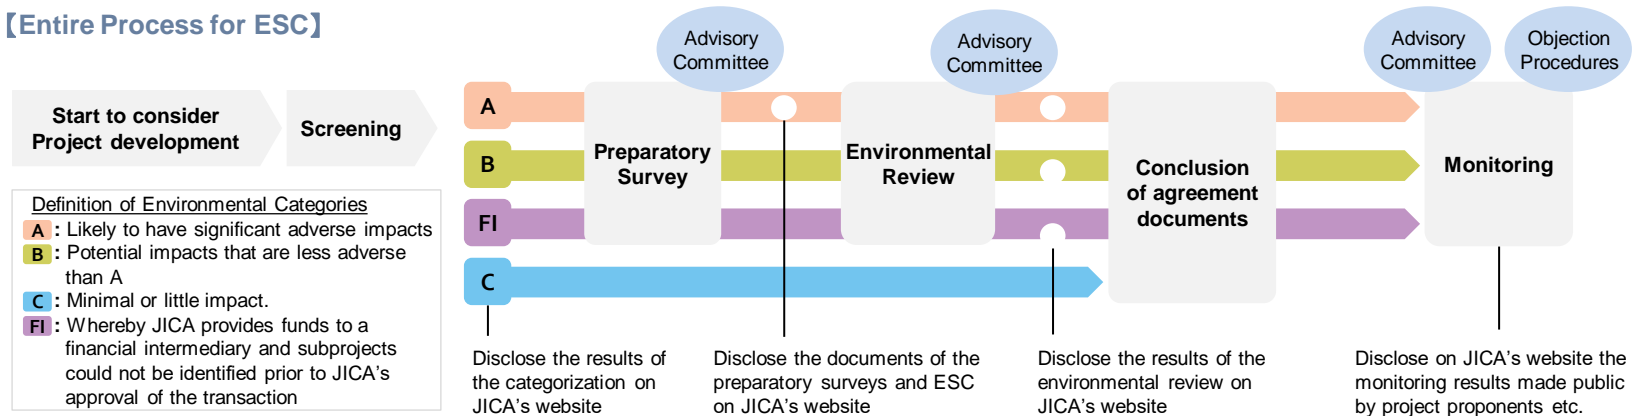 【Entire Process for ESC】
Start to consider
Project development
Screening
Definition of Environmental Categories
A : Likely to have significant adverse impacts
B : Potential impacts that are less adverse
than A
C : Minimal or little impact.
FI : Whereby JICA provides funds to a
financial intermediary and subprojects
could not be identified prior to JICA's
approval of the transaction
A
B
FI
C
Preparatory
Survey
Advisory
Committee
Environmental
Review
Advisory
Committee
Conclusion
of agreement
documents
Advisory
Committee
Objection
Procedures
Monitoring
Disclose the results of
the categorization on
JICA's website
Disclose the documents of the
preparatory surveys and ESC
on JICA's website
Disclose the results of the
environmental review on
JICA's website
Disclose on JICA's website the
monitoring results made public
by project proponents etc.